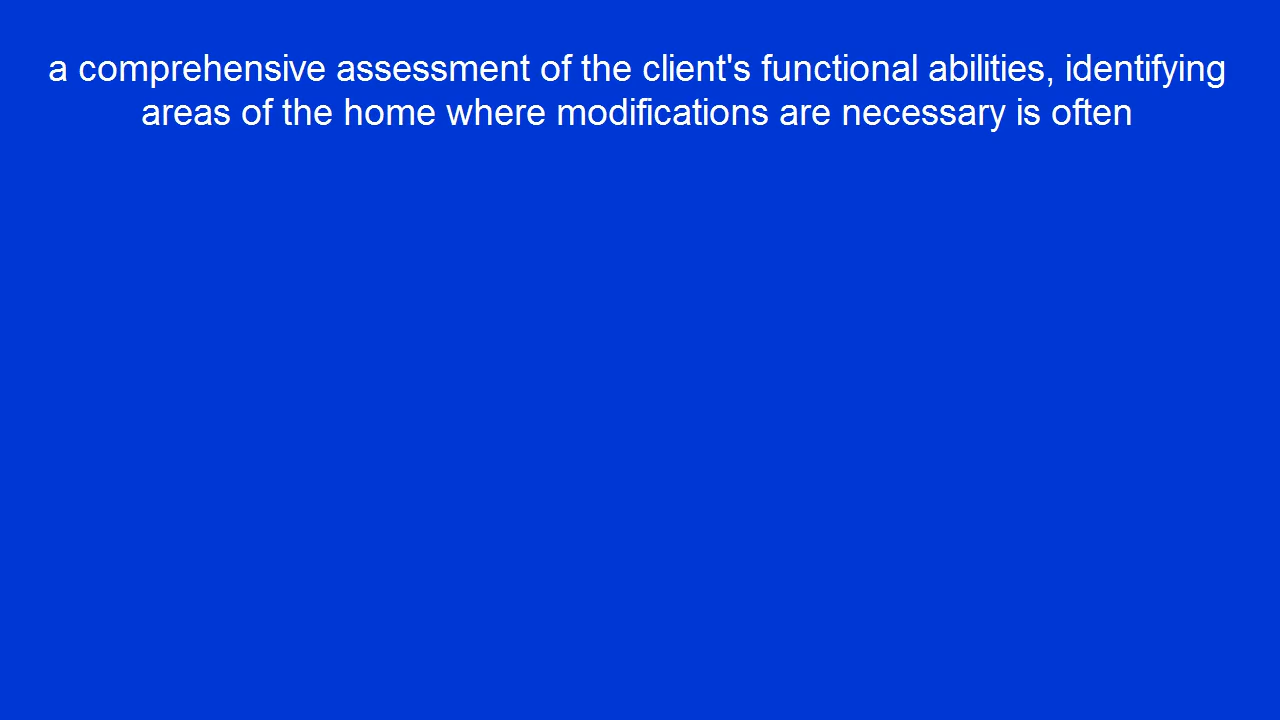 a comprehensive assessment of the client's functional abilities, identifying
areas of the home where modifications are necessary is often